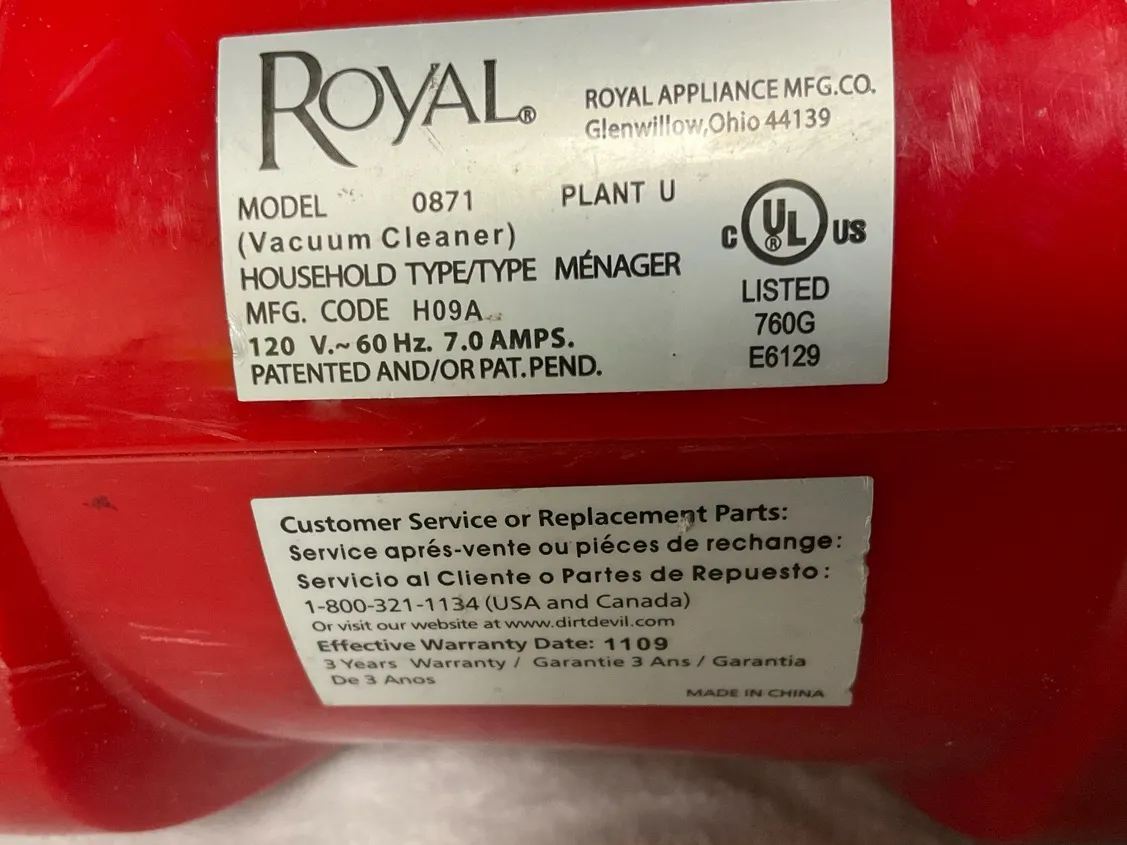 ROYAL®
ROYAL APPLIANCE MFG.CO.
Glenwillow,Ohio 44139
MODEL 0871 PLANT U
(Vacuum Cleaner)
HOUSEHOLD TYPE/TYPE MÉNAGER
MFG. CODE H09A
120 V.~ 60 Hz. 7.0 AMPS.
PATENTED AND/OR PAT.PEND.
C UL® US
LISTED
760G
E6129
Customer Service or Replacement Parts:
Service aprés-vente ou piéces de rechange:
Servicio al Cliente o Partes de Repuesto:
1-800-321-1134 (USA and Canada)
Or visit our website at www.dirtdevil.com
Effective Warranty Date: 1109
3 Years Warranty / Garantie 3 Ans / Garantia
De 3 Anos
MADE IN CHINA